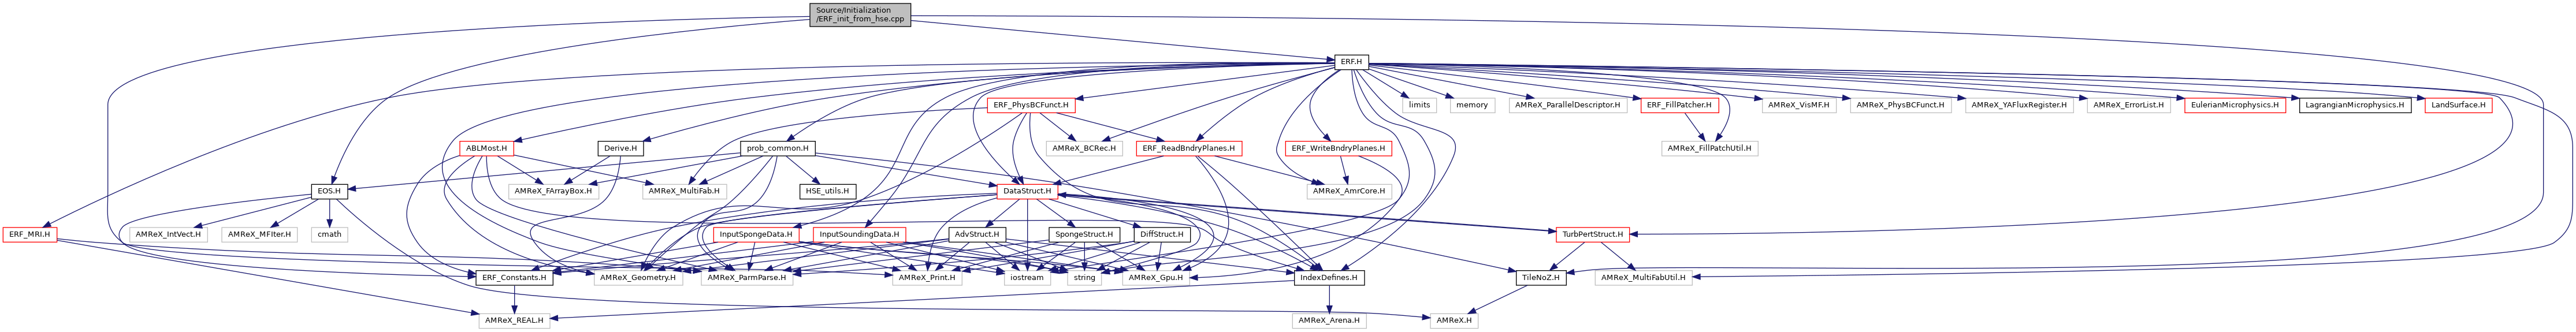 Source/Initialization
/ERF_init_from_hse.cpp
ERF.H
ERF_PhysBCFunct.H
limits
memory
AMReX_ParallelDescriptor.H
ERF_FillPatcher.H
AMReX_VisMF.H
AMReX_PhysBCFunct.H
AMReX_YAFluxRegister.H
AMReX_ErrorList.H
EulerianMicrophysics.H
LagrangianMicrophysics.H
LandSurface.H
ABLMost.H
Derive.H
prob_common.H
AMReX_BCRec.H
ERF_ReadBndryPlanes.H
ERF_WriteBndryPlanes.H
AMReX_FillPatchUtil.H
EOS.H
AMReX_FArrayBox.H
AMReX_MultiFab.H
HSE_utils.H
DataStruct.H
AMReX_AmrCore.H
ERF_MRI.H
AMReX_IntVect.H
AMReX_MFIter.H
cmath
InputSpongeData.H
InputSoundingData.H
AdvStruct.H
SpongeStruct.H
DiffStruct.H
TurbPertStruct.H
ERF_Constants.H
AMReX_Geometry.H
AMReX_ParmParse.H
AMReX_Print.H
iostream
string
AMReX_Gpu.H
IndexDefines.H
TileNoZ.H
AMReX_MultiFabUtil.H
AMReX_REAL.H
AMReX_Arena.H
AMReX.H